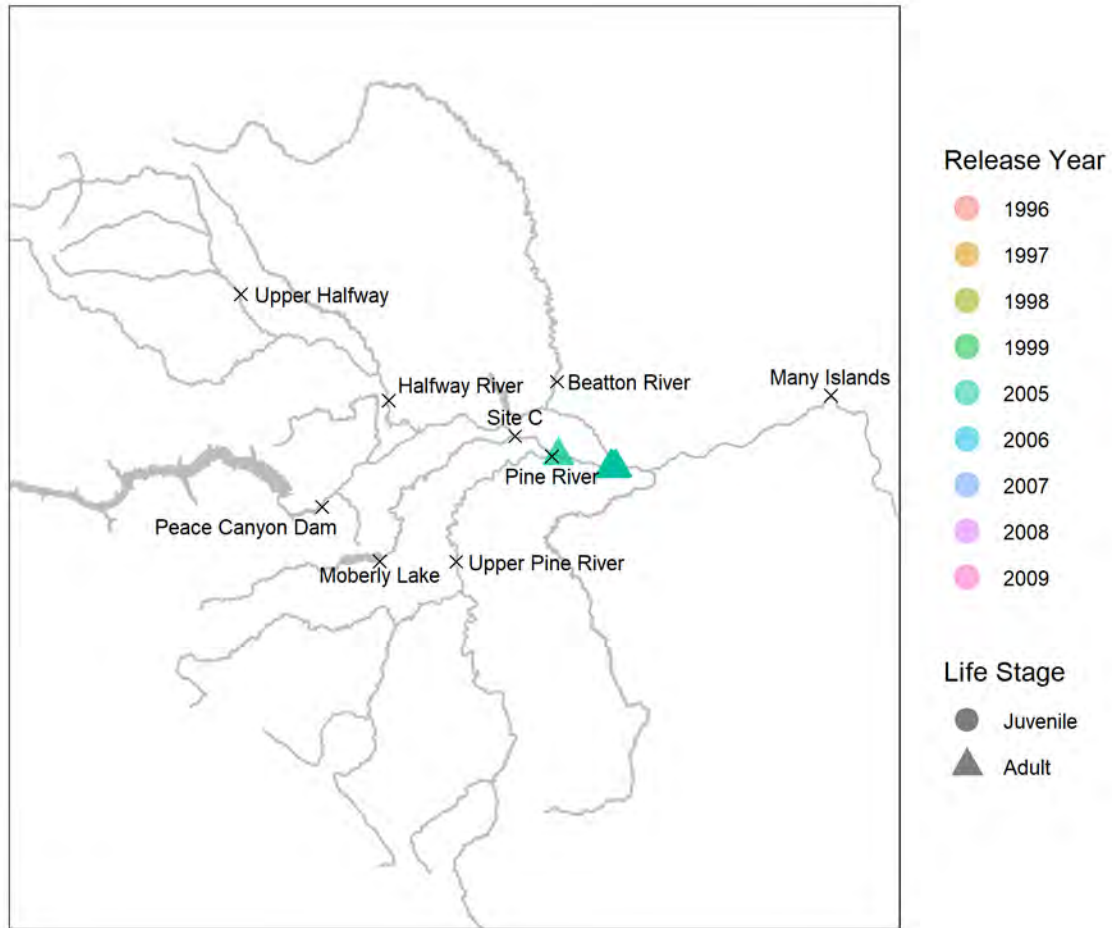 Upper Halfway
Halfway River
Beatton River
Many Islands
Site C
Pine River
Peace Canyon Dam
Moberly Lake
Upper Pine River
Release Year
1996
1997
1998
1999
2005
2006
2007
2008
2009
Life Stage
Juvenile
Adult